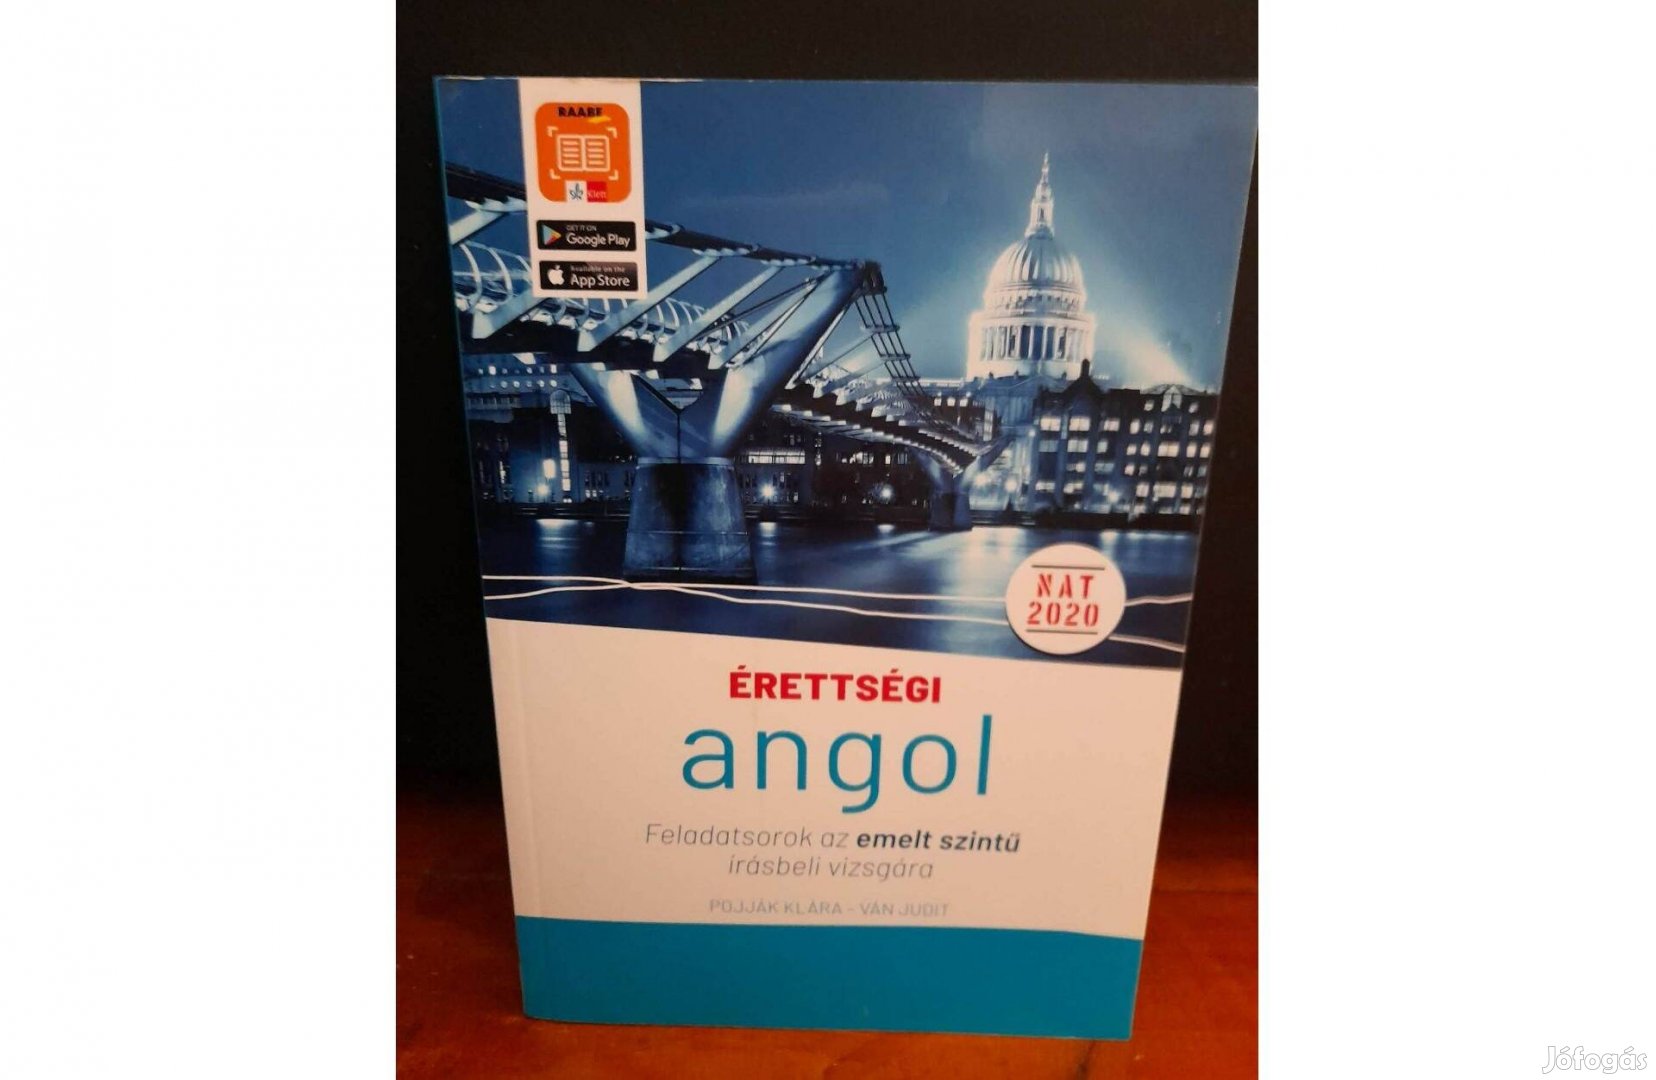 RAABE
Klett
GET IT ON
Google Play
Available on the
App Store
NAT
2020
ÉRETTSÉGI
angol
Feladatsorok az emelt szintű
írásbeli vizsgára
POJJÁK KLÁRA - VÁN JUDIT
Jófogás